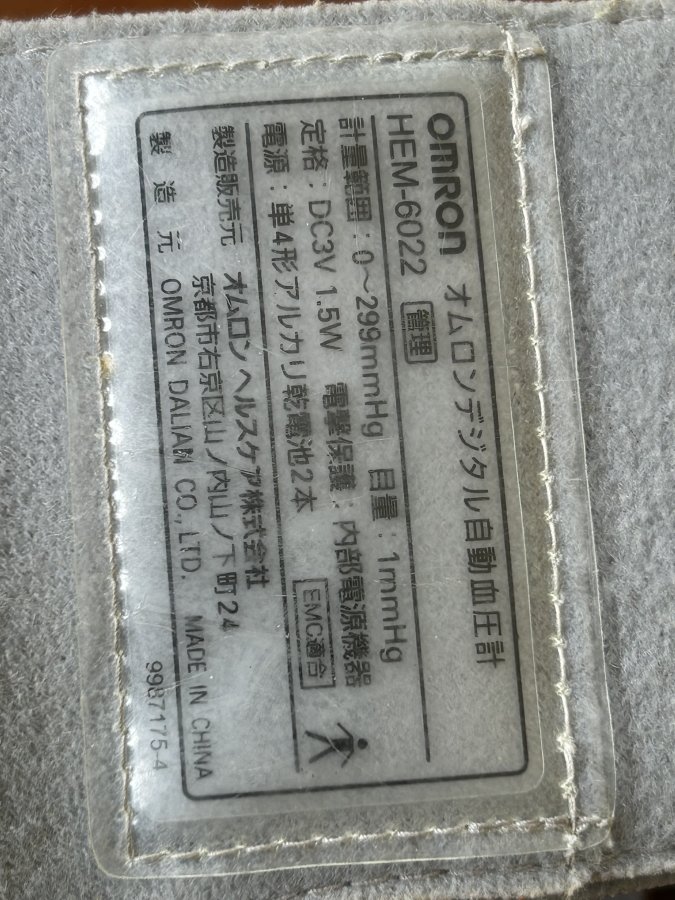 OMRON オムロンデジタル自動血圧計
HEM-6022 管理
計量範囲：0～299mmHg 目量：1mmHg
定格：DC3V 1.5W 電撃保護：内部電源機器
電源：単4形アルカリ乾電池2本 EMC適合
製造販売元 オムロンヘルスケア株式会社
京都市右京区山ノ内山ノ下町24
製造元 OMRON DALIAN CO., LTD. MADE IN CHINA
9987175-4